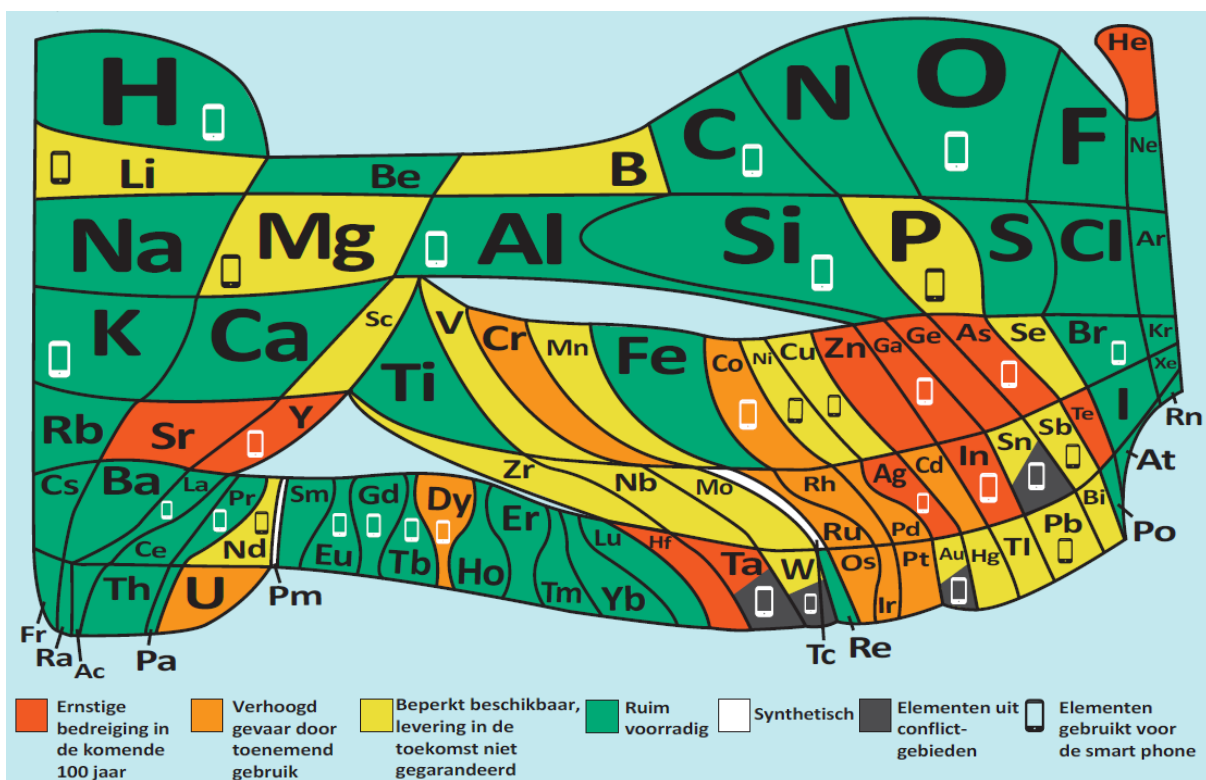 H
C
N
O
He
Li
Be
B
F
Ne
Na
Mg
Al
Si
P
S
Cl
Ar
K
Ca
Sc
Ti
V
Cr
Mn
Fe
Co
Ni
Cu
Zn
Ga
Ge
As
Se
Br
Kr
Xe
Rb
Sr
Y
Zr
Nb
Mo
Rh
Ru
Ag
Pd
Cd
In
Sn
Sb
Te
I
Rn
At
Cs
Ba
La
Ce
Pr
Nd
Sm
Eu
Gd
Tb
Dy
Ho
Er
Tm
Yb
Lu
Hf
Ta
W
Os
Ir
Pt
Au
Hg
Tl
Pb
Bi
Po
Th
U
Pm
Fr
Ra
Ac
Pa
Tc
Re
Ernstige
bedreiging in
de komende
100 jaar
Verhoogd
gevaar door
toenemend
gebruik
Beperkt beschikbaar,
levering in de
toekomst niet
gegarandeerd
Ruim
voorradig
Synthetisch
Elementen uit
conflict-
gebieden
Elementen
gebruikt voor
de smart phone